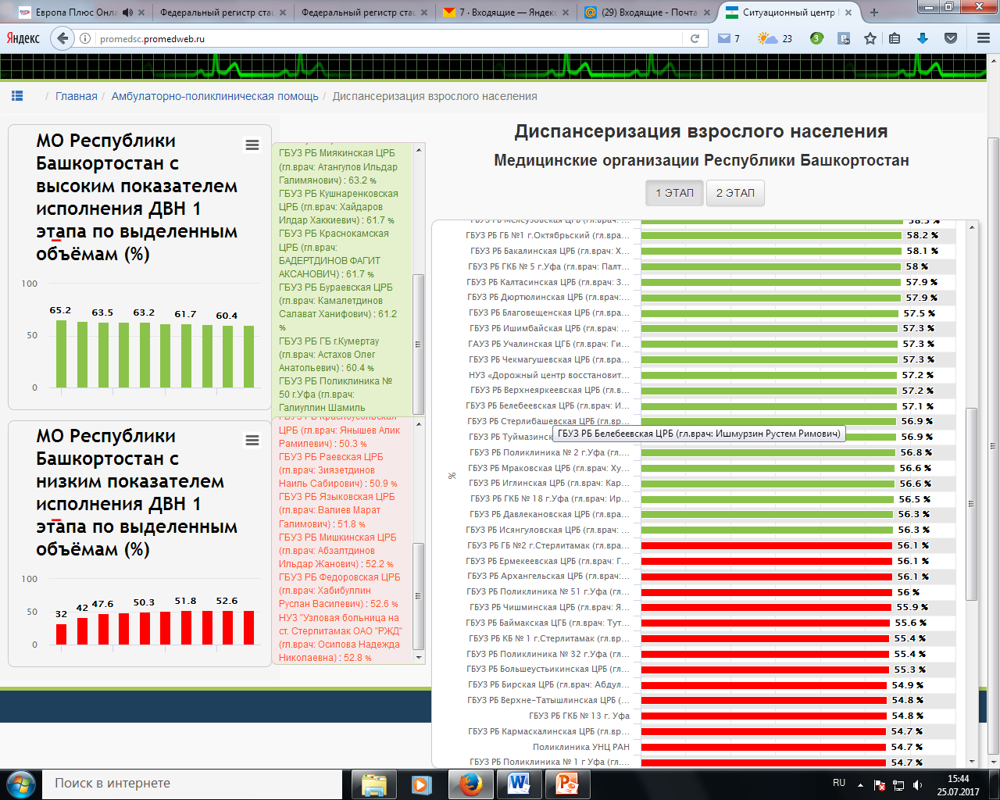 Европа Плюс Онла
Федеральный регистр стац
Федеральный регистр стац
7 · Входящие — Яндекс
(29) Входящие - Почта
Ситуационный центр
Яндекс
promedsc.promedweb.ru
7
23
3
/ Главная / Амбулаторно-поликлиническая помощь / Диспансеризация взрослого населения
МО Республики
Башкортостан с
высоким показателем
исполнения ДВН 1
этапа по выделенным
объёмам (%)
100
50
0
65.2
63.5
63.2
61.7
60.4
ГБУЗ РБ Миякинская ЦРБ
(гл.врач: Атангулов Ильдар
Галимянович) : 63.2 %
ГБУЗ РБ Кушнаренковская
ЦРБ (гл.врач: Хайдаров
Илдар Хаккиевич) : 61.7 %
ГБУЗ РБ Краснокамская
ЦРБ (гл.врач:
БАДЕРТДИНОВ ФАГИТ
АКСАНОВИЧ) : 61.7 %
ГБУЗ РБ Бураевская ЦРБ
(гл.врач: Камалетдинов
Салават Ханифович) : 61.2
%
ГБУЗ РБ ГБ г.Кумертау
(гл.врач: Астахов Олег
Анатольевич) : 60.4 %
ГБУЗ РБ Поликлиника №
50 г.Уфа (гл.врач:
Галиуллин Шамиль
МО Республики
Башкортостан с
низким показателем
исполнения ДВН 1
этапа по выделенным
объёмам (%)
100
50
0
32
42
47.6
50.3
51.8
52.6
ГБУЗ РБ Красноусольская
ЦРБ (гл.врач: Янышев Алик
Рамилевич) : 50.3 %
ГБУЗ РБ Раевская ЦРБ
(гл.врач: Зиязетдинов
Наиль Сабирович) : 50.9 %
ГБУЗ РБ Языковская ЦРБ
(гл.врач: Валиев Марат
Галимович) : 51.8 %
ГБУЗ РБ Мишкинская ЦРБ
(гл.врач: Абзалтдинов
Ильдар Жанович) : 52.2 %
ГБУЗ РБ Федоровская ЦРБ
(гл.врач: Хабибуллин
Руслан Василевич) : 52.6 %
НУЗ "Узловая больница на
ст. Стерлитамак ОАО "РЖД"
(гл.врач: Осипова Надежда
Николаевна) : 52.8 %
Диспансеризация взрослого населения
Медицинские организации Республики Башкортостан
1 ЭТАП
2 ЭТАП
ГБУЗ РБ Мелеузовская ЦРБ (гл.врач: ... 58.5 %
ГБУЗ РБ ГБ №1 г.Октябрьский (гл.вра... 58.2 %
ГБУЗ РБ Бакалинская ЦРБ (гл.врач: Х... 58.1 %
ГБУЗ РБ ГКБ № 5 г.Уфа (гл.врач: Палт... 58 %
ГБУЗ РБ Калтасинская ЦРБ (гл.врач: З... 57.9 %
ГБУЗ РБ Дюртюлинская ЦРБ (гл.врач:... 57.9 %
ГБУЗ РБ Благовещенская ЦРБ (гл.врач... 57.5 %
ГБУЗ РБ Ишимбайская ЦРБ (гл.врач: ... 57.3 %
ГАУЗ РБ Учалинская ЦГБ (гл.врач: Ги... 57.3 %
ГБУЗ РБ Чекмагушевская ЦРБ (гл.вра... 57.3 %
НУЗ «Дорожный центр восстановит... 57.2 %
ГБУЗ РБ Верхнеяркеевская ЦРБ (гл.в... 57.2 %
ГБУЗ РБ Белебеевская ЦРБ (гл.врач: И... 57.1 %
ГБУЗ РБ Стерлибашевская ЦРБ (гл.вр... 56.9 %
ГБУЗ РБ Туймазинск 56.9 %
ГБУЗ РБ Белебеевская ЦРБ (гл.врач: Ишмурзин Рустем Римович)
ГБУЗ РБ Поликлиника № 2 г.Уфа (гл.... 56.8 %
ГБУЗ РБ Мраковская ЦРБ (гл.врач: Ху... 56.6 %
%
ГБУЗ РБ Иглинская ЦРБ (гл.врач: Кар... 56.6 %
ГБУЗ РБ ГКБ № 18 г.Уфа (гл.врач: Ир... 56.5 %
ГБУЗ РБ Давлекановская ЦРБ (гл.вра... 56.3 %
ГБУЗ РБ Исянгуловская ЦРБ (гл.врач: ... 56.3 %
ГБУЗ РБ ГБ №2 г.Стерлитамак (гл.вра... 56.1 %
ГБУЗ РБ Ермекеевская ЦРБ (гл.врач: Г... 56.1 %
ГБУЗ РБ Архангельская ЦРБ (гл.врач:... 56.1 %
ГБУЗ РБ Поликлиника № 51 г.Уфа (гл... 56 %
ГБУЗ РБ Чишминская ЦРБ (гл.врач: Я... 55.9 %
ГБУЗ РБ Баймакская ЦГБ (гл.врач: Тут... 55.6 %
ГБУЗ РБ КБ № 1 г.Стерлитамак (гл.вр... 55.4 %
ГБУЗ РБ Поликлиника № 32 г.Уфа (гл... 55.4 %
ГБУЗ РБ Большеустьикинская ЦРБ (гл... 55.3 %
ГБУЗ РБ Бирская ЦРБ (гл.врач: Абдул... 54.9 %
ГБУЗ РБ Верхне-Татышлинская ЦРБ (... 54.8 %
ГБУЗ РБ ГКБ № 13 г. Уфа 54.8 %
ГБУЗ РБ Кармаскалинская ЦРБ (гл.вр... 54.7 %
Поликлиника УНЦ РАН 54.7 %
ГБУЗ РБ Поликлиника № 1 г Уфа (гл.... 54.7 %
Поиск в интернете
RU
15:44
25.07.2017